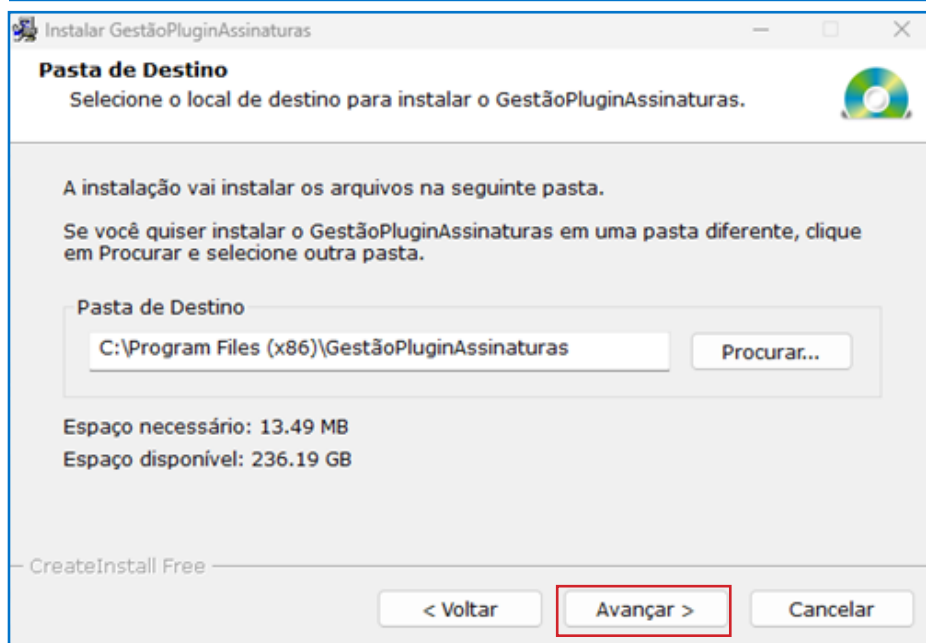 Instalar GestãoPluginAssinaturas
Pasta de Destino
Selecione o local de destino para instalar o GestãoPluginAssinaturas.
A instalação vai instalar os arquivos na seguinte pasta.
Se você quiser instalar o GestãoPluginAssinaturas em uma pasta diferente, clique
em Procurar e selecione outra pasta.
Pasta de Destino
C:\Program Files (x86)\GestãoPluginAssinaturas
Procurar...
Espaço necessário: 13.49 MB
Espaço disponível: 236.19 GB
CreateInstall Free
< Voltar
Avançar >
Cancelar